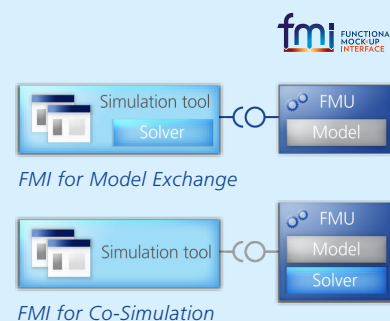 fmi
FUNCTIONA
MOCK-UP
INTERFACE
Simulation tool
Solver
FMU
Model
FMI for Model Exchange
Simulation tool
FMU
Model
Solver
FMI for Co-Simulation